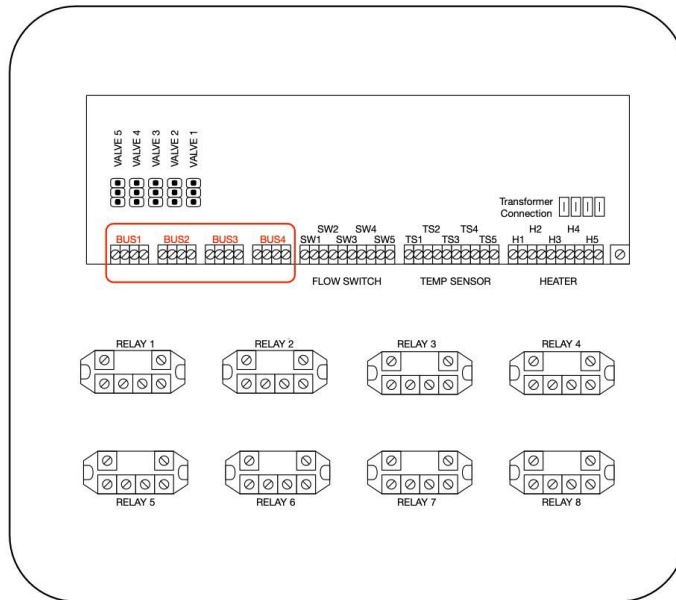 VALVE 5
VALVE 4
VALVE 3
VALVE 2
VALVE 1
Transformer
Connection
BUS1 BUS2 BUS3 BUS4
SW2 SW4
SW1 SW3 SW5
TS2 TS4
TS1 TS3 TS5
H2 H4
H1 H3 H5
FLOW SWITCH TEMP SENSOR HEATER
RELAY 1 RELAY 2 RELAY 3 RELAY 4
RELAY 5 RELAY 6 RELAY 7 RELAY 8